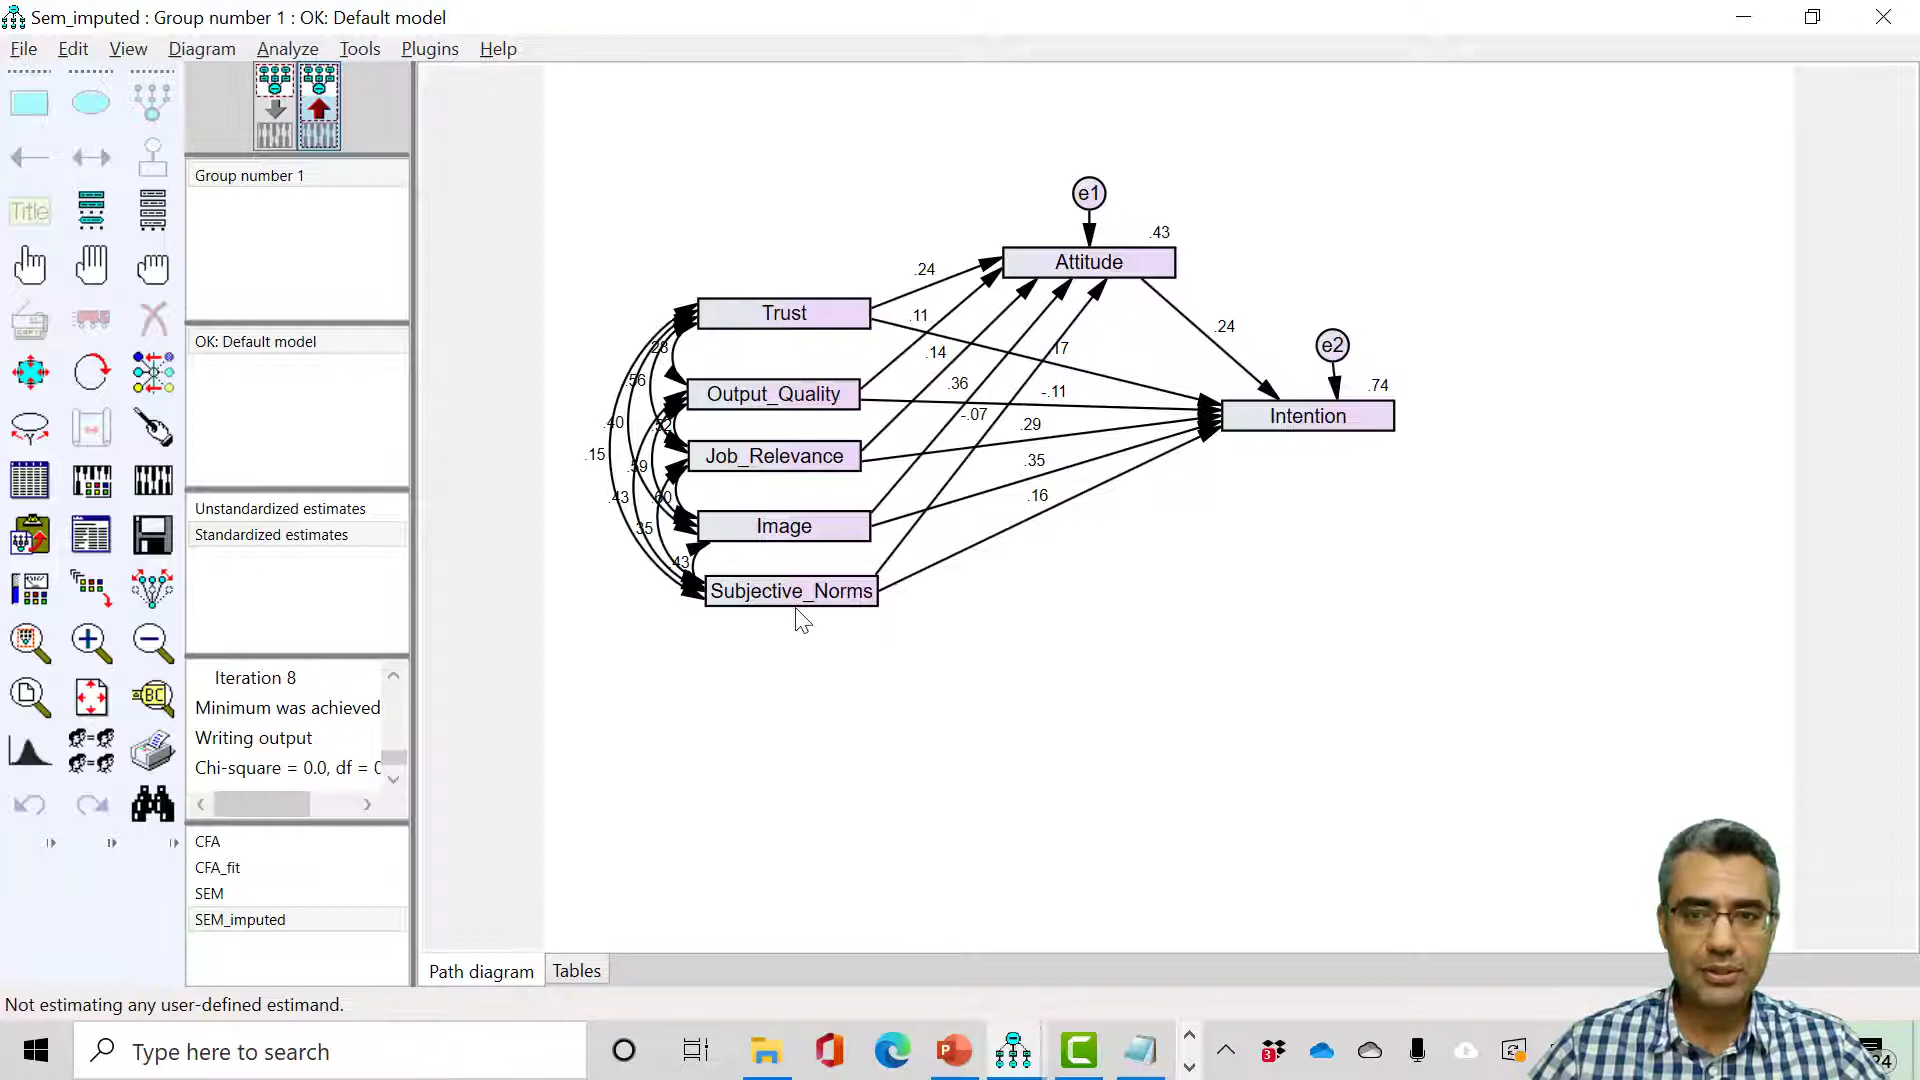 Sem_imputed : Group number 1 : OK: Default model
File Edit View Diagram Analyze Tools Plugins Help
Title
Group number 1
OK: Default model
Unstandardized estimates
Standardized estimates
Iteration 8
Minimum was achieved
Writing output
Chi-square = 0.0, df = 0
CFA
CFA_fit
SEM
SEM_imputed
e1
.43
Attitude
.24
Trust
.11
.24
e2
.28
.14
.17
.56
.36
-.11
.74
Output_Quality
.40
-.07
Intention
.52
.29
.15
Job_Relevance
.59
.35
.43
.60
.16
.35
Image
.43
Subjective_Norms
Path diagram Tables
Not estimating any user-defined estimand.
Type here to search